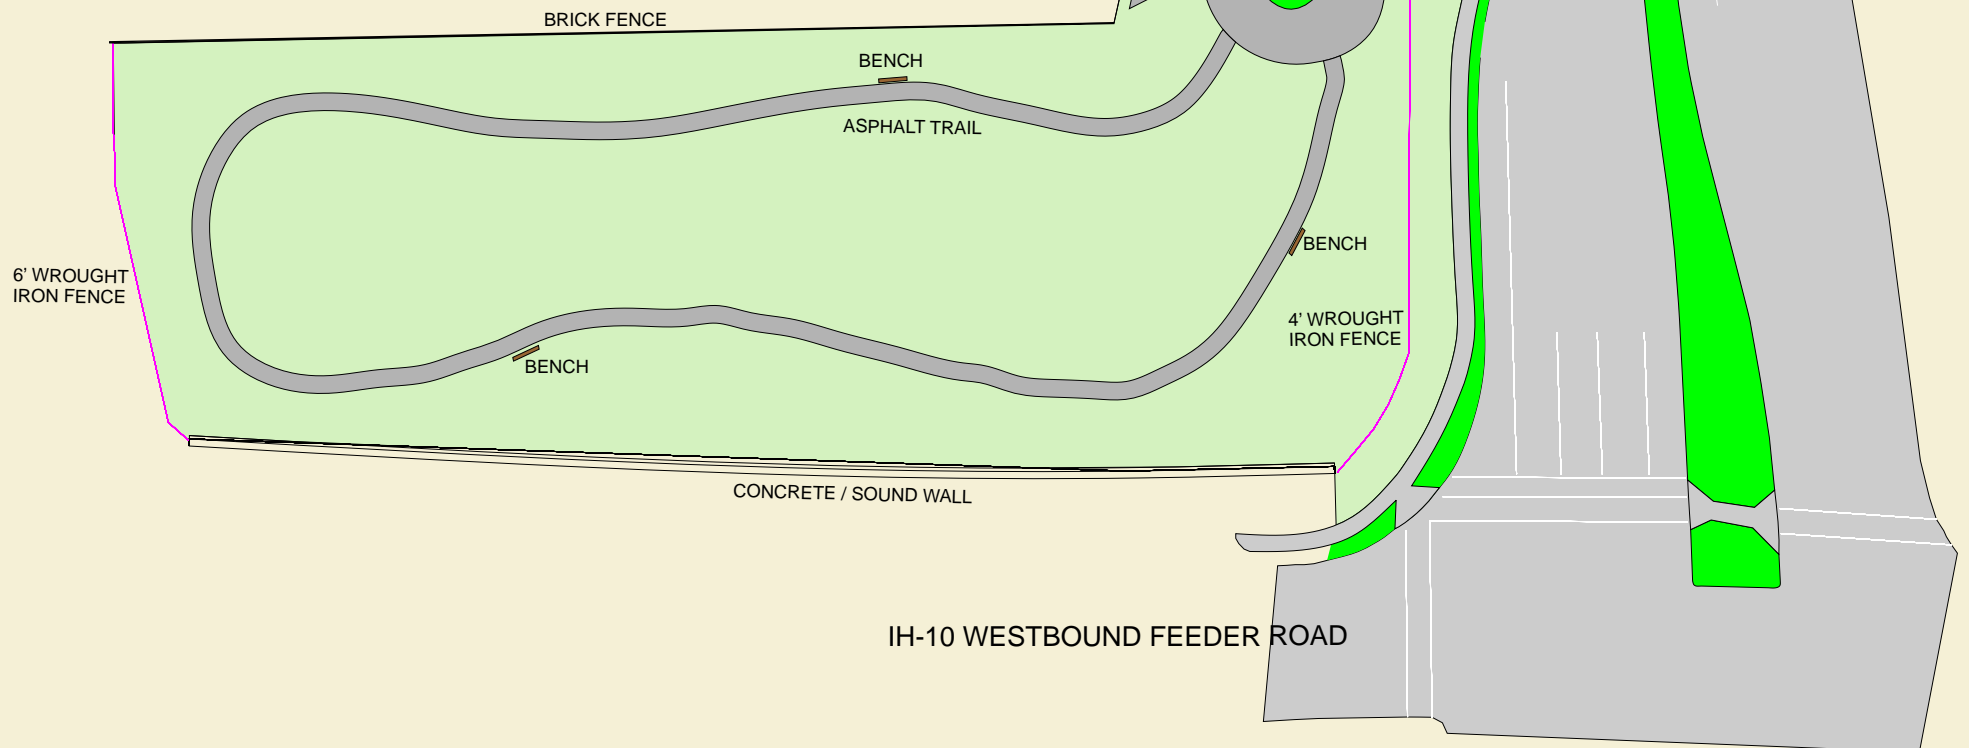 BRICK FENCE
BENCH
ASPHALT TRAIL
BENCH
6’ WROUGHT
IRON FENCE
4’ WROUGHT
IRON FENCE
BENCH
CONCRETE / SOUND WALL
IH-10 WESTBOUND FEEDER ROAD